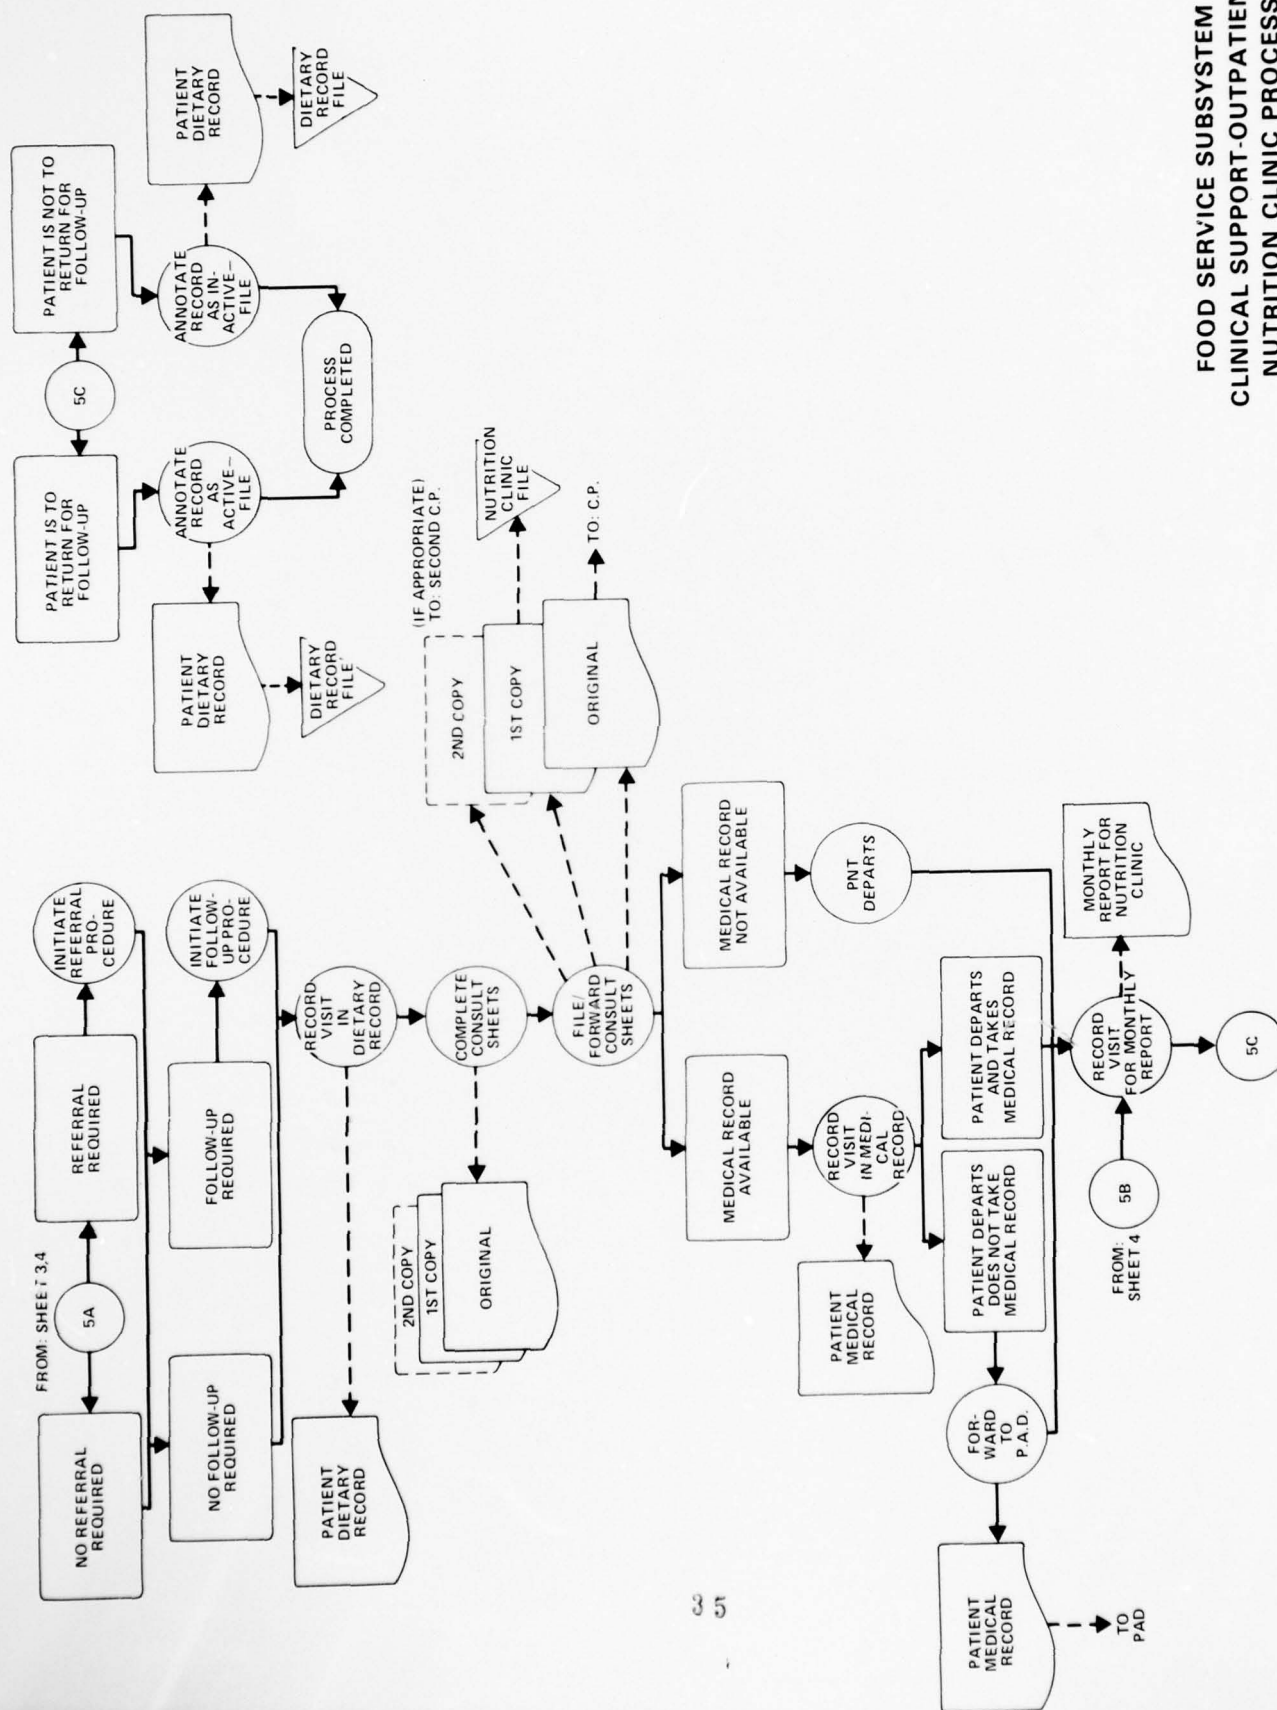 FROM: SHEET 3,4
5A
NO REFERRAL
REQUIRED
REFERRAL
REQUIRED
INITIATE
REFERRAL
PRO-
CEDURE
NO FOLLOW-UP
REQUIRED
FOLLOW-UP
REQUIRED
INITIATE
FOLLOW-
UP PRO-
CEDURE
PATIENT
DIETARY
RECORD
RECORD
VISIT
IN
DIETARY
RECORD
2ND COPY
1ST COPY
ORIGINAL
COMPLETE
CONSULT
SHEETS
FILE/
FORWARD
CONSULT
SHEETS
(IF APPROPRIATE)
TO: SECOND C.P.
2ND COPY
1ST COPY
ORIGINAL
NUTRITION
CLINIC
FILE
TO: C.P.
MEDICAL RECORD
AVAILABLE
MEDICAL RECORD
NOT AVAILABLE
PATIENT
MEDICAL
RECORD
RECORD
VISIT
IN MEDI-
CAL
RECORD
PNT
DEPARTS
PATIENT DEPARTS
DOES NOT TAKE
MEDICAL RECORD
PATIENT DEPARTS
AND TAKES
MEDICAL RECORD
PATIENT
MEDICAL
RECORD
TO
PAD
FOR-
WARD
TO
P.A.D.
FROM:
SHEET 4
5B
RECORD
VISIT
FOR MONTHLY
REPORT
MONTHLY
REPORT FOR
NUTRITION
CLINIC
5C
PATIENT IS TO
RETURN FOR
FOLLOW-UP
5C
PATIENT IS NOT TO
RETURN FOR
FOLLOW-UP
PATIENT
DIETARY
RECORD
DIETARY
RECORD
FILE
ANNOTATE
RECORD
AS
ACTIVE—
FILE
ANNOTATE
RECORD
AS IN-
ACTIVE—
FILE
PATIENT
DIETARY
RECORD
DIETARY
RECORD
FILE
PROCESS
COMPLETED
FOOD SERVICE SUBSYSTEM
CLINICAL SUPPORT-OUTPATIEN
NUTRITION CLINIC PROCESS
35